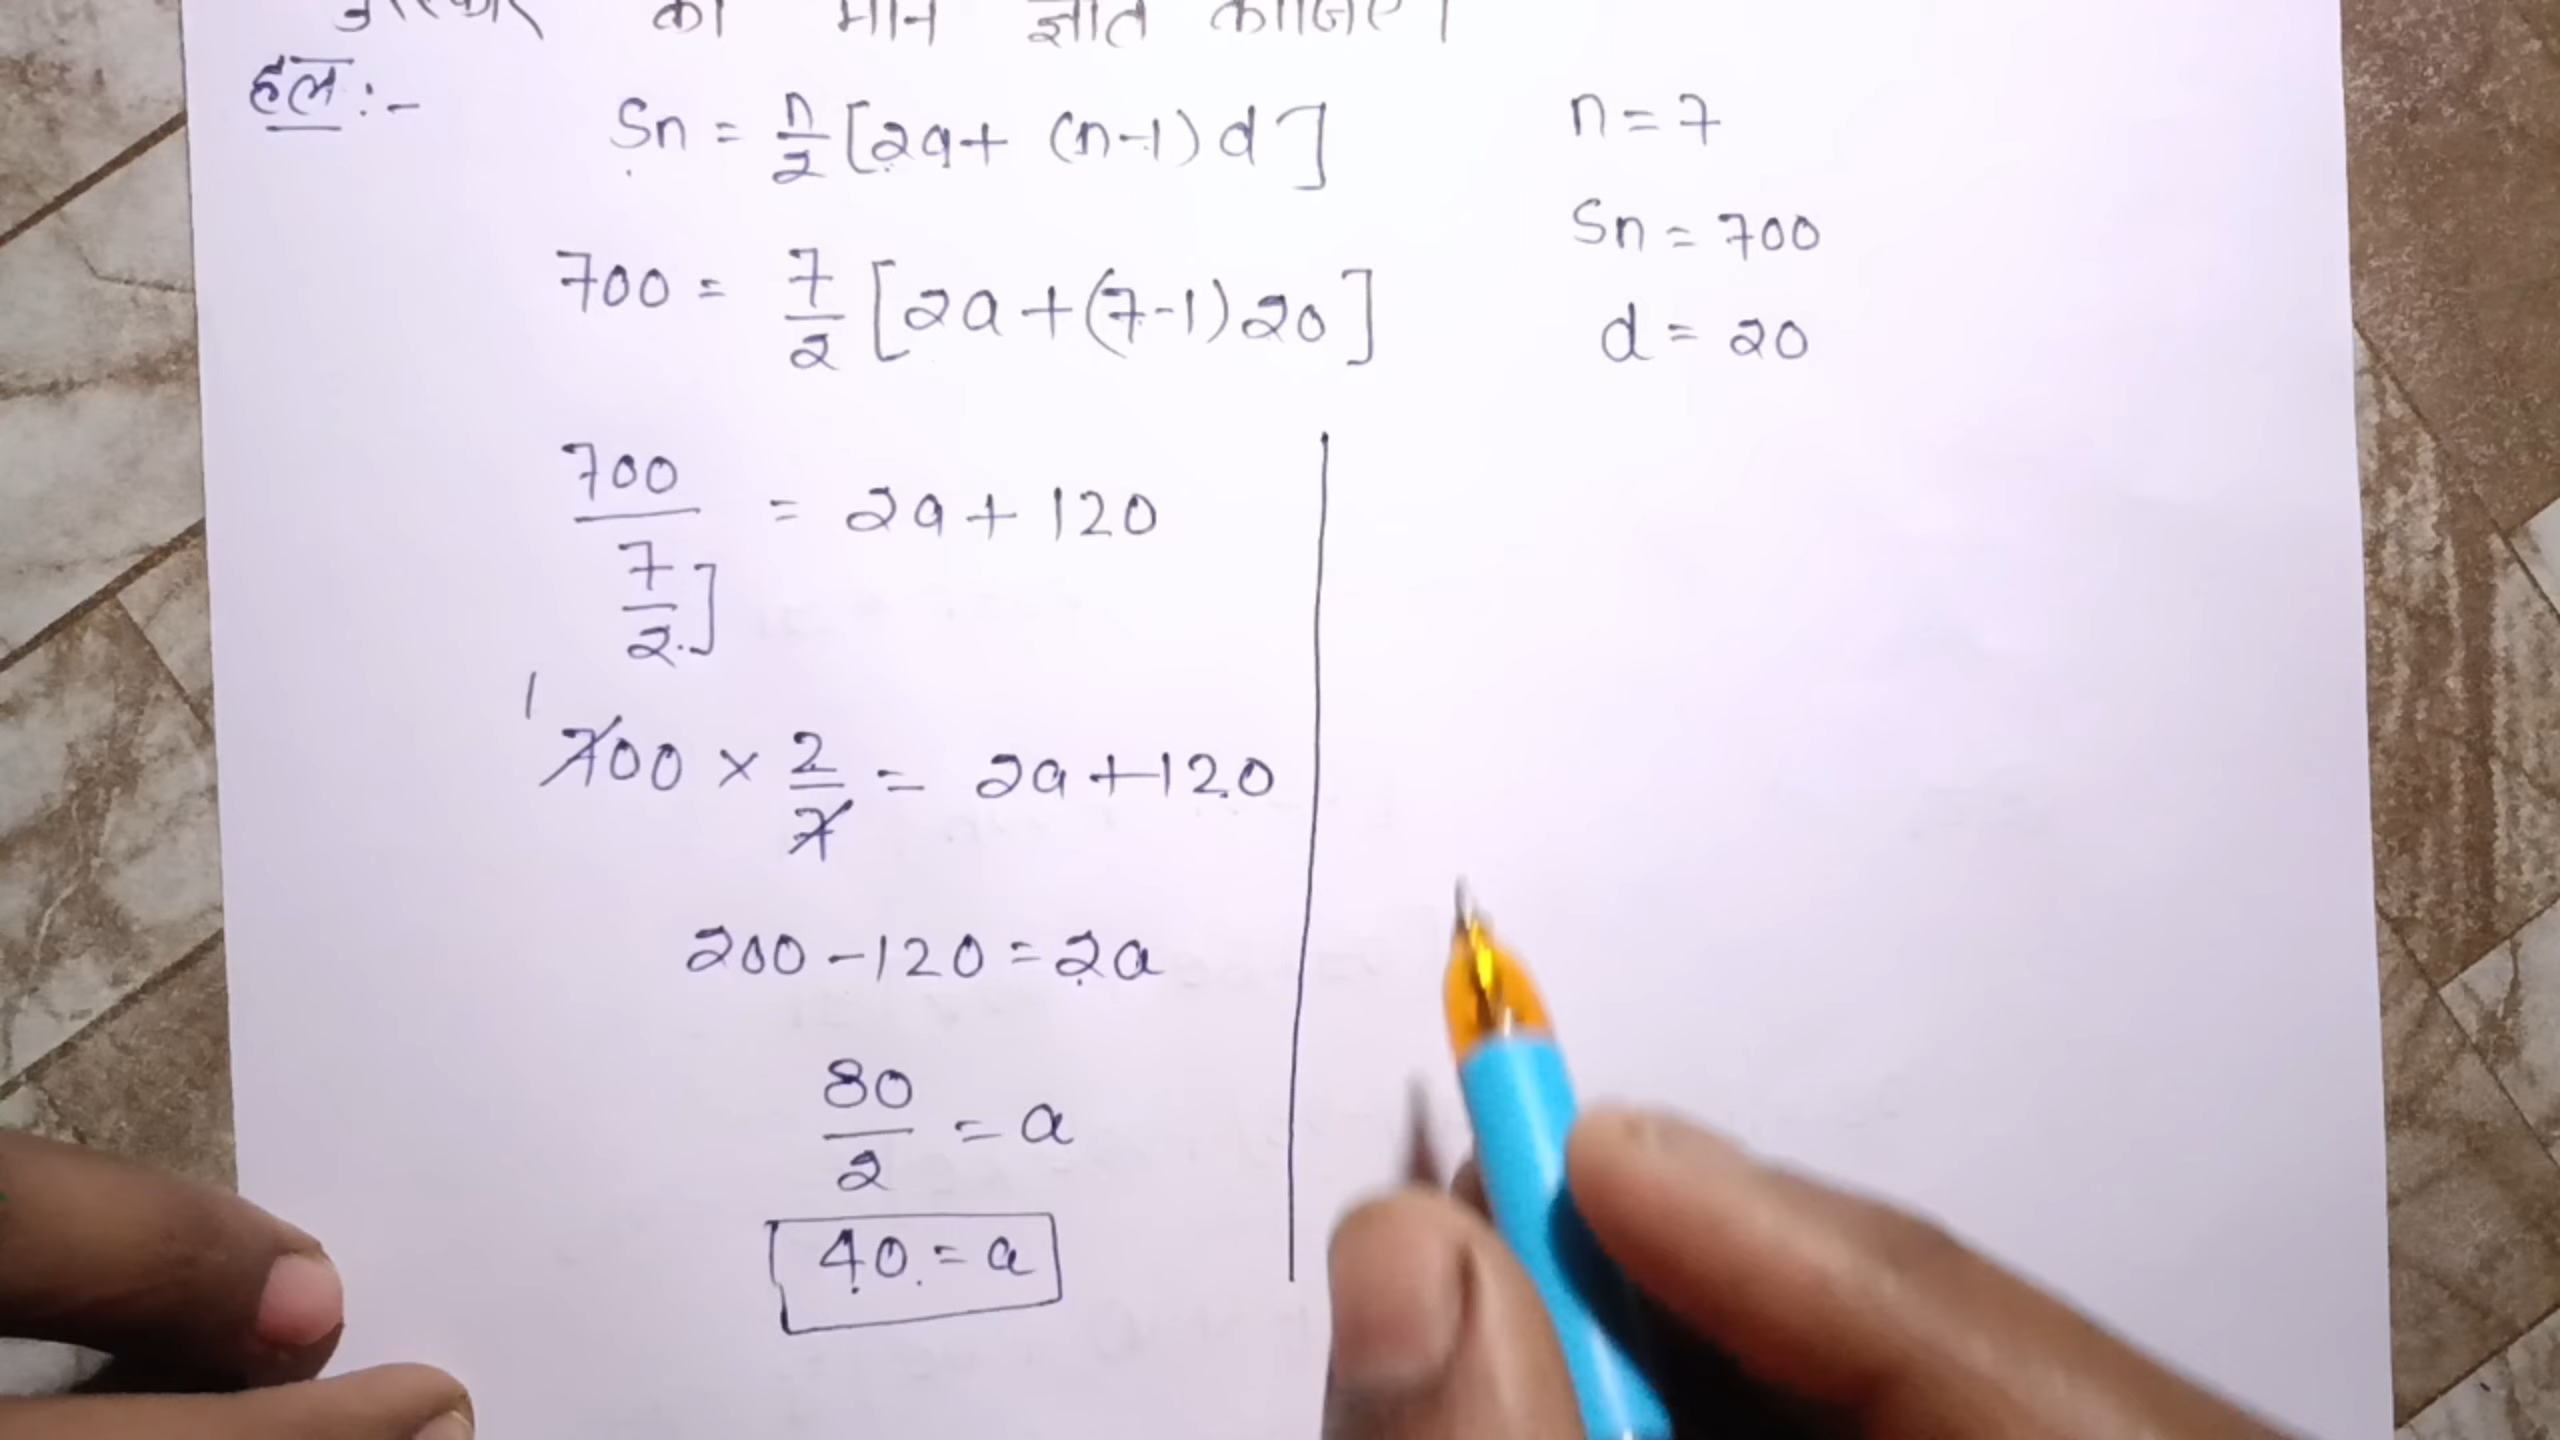 का मान ज्ञात कीजिए।
हल :-
Sn = n/2 [2a + (n-1) d]
700 = 7/2 [2a + (7-1) 20]
700 / 7/2] = 2a + 120
1
700 × 2/7 = 2a + 120
200 - 120 = 2a
80/2 = a
40 = a
n = 7
Sn = 700
d = 20